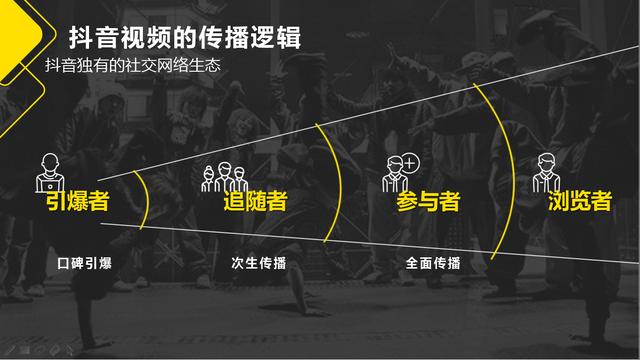 抖音视频的传播逻辑
抖音独有的社交网络生态
引爆者 追随者 参与者 浏览者
口碑引爆 次生传播 全面传播